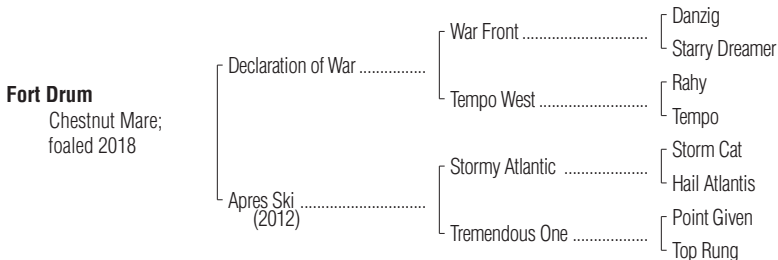 Fort Drum
Chestnut Mare;
foaled 2018
Declaration of War ................
Apres Ski ..............................
(2012)
War Front ..............................
Tempo West ..........................
Stormy Atlantic ....................
Tremendous One ..................
Danzig
Starry Dreamer
Rahy
Tempo
Storm Cat
Hail Atlantis
Point Given
Top Rung